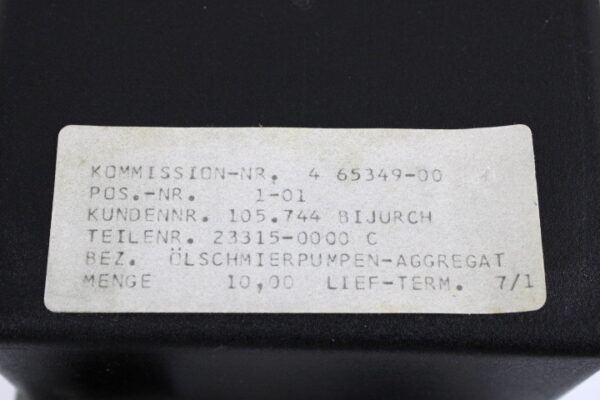 KOMMISSION-NR. 4 65349-00
POS.-NR. 1-01
KUNDENNR. 105.744 BIJURCH
TEILENR. 23315-0000 C
BEZ. ÖLSCHMIERPUMPEN-AGGREGAT
MENGE 10,00 LIEF-TERM. 7/1